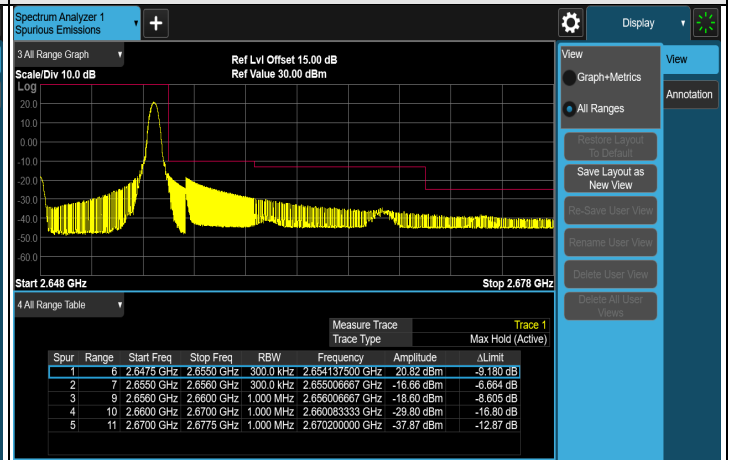 Spectrum Analyzer 1
Spurious Emissions
+
Display
3 All Range Graph
Ref Lvl Offset 15.00 dB
Scale/Div 10.0 dB
Ref Value 30.00 dBm
Log
20.0
10.0
0.00
-10.0
-20.0
-30.0
-40.0
-50.0
-60.0
Start 2.648 GHz
Stop 2.678 GHz
View
Graph+Metrics
All Ranges
Restore Layout
To Default
Save Layout as
New View
Re-Save User View
Rename User View
Delete User View
Delete All User
Views
View
Annotation
4 All Range Table
Measure Trace Trace 1
Trace Type Max Hold (Active)
Spur Range Start Freq Stop Freq RBW Frequency Amplitude ΔLimit
1 6 2.6475 GHz 2.6550 GHz 300.0 kHz 2.654137500 GHz 20.82 dBm -9.180 dB
2 7 2.6550 GHz 2.6560 GHz 300.0 kHz 2.655006667 GHz -16.66 dBm -6.664 dB
3 9 2.6560 GHz 2.6600 GHz 1.000 MHz 2.656006667 GHz -18.60 dBm -8.605 dB
4 10 2.6600 GHz 2.6700 GHz 1.000 MHz 2.660083333 GHz -29.80 dBm -16.80 dB
5 11 2.6700 GHz 2.6775 GHz 1.000 MHz 2.670200000 GHz -37.87 dBm -12.87 dB